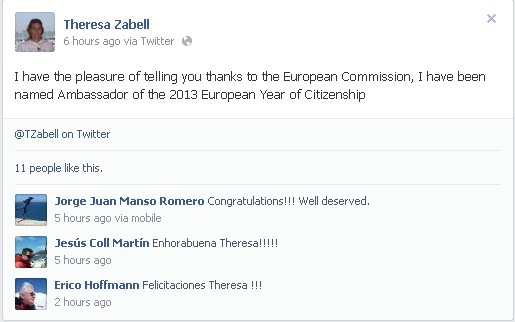 Theresa Zabell
6 hours ago via Twitter
I have the pleasure of telling you thanks to the European Commission, I have been
named Ambassador of the 2013 European Year of Citizenship
@TZabell on Twitter
11 people like this.
Jorge Juan Manso Romero Congratulations!!! Well deserved.
5 hours ago via mobile
Jesús Coll Martín Enhorabuena Theresa!!!!!
5 hours ago
Erico Hoffmann Felicitaciones Theresa !!!
2 hours ago